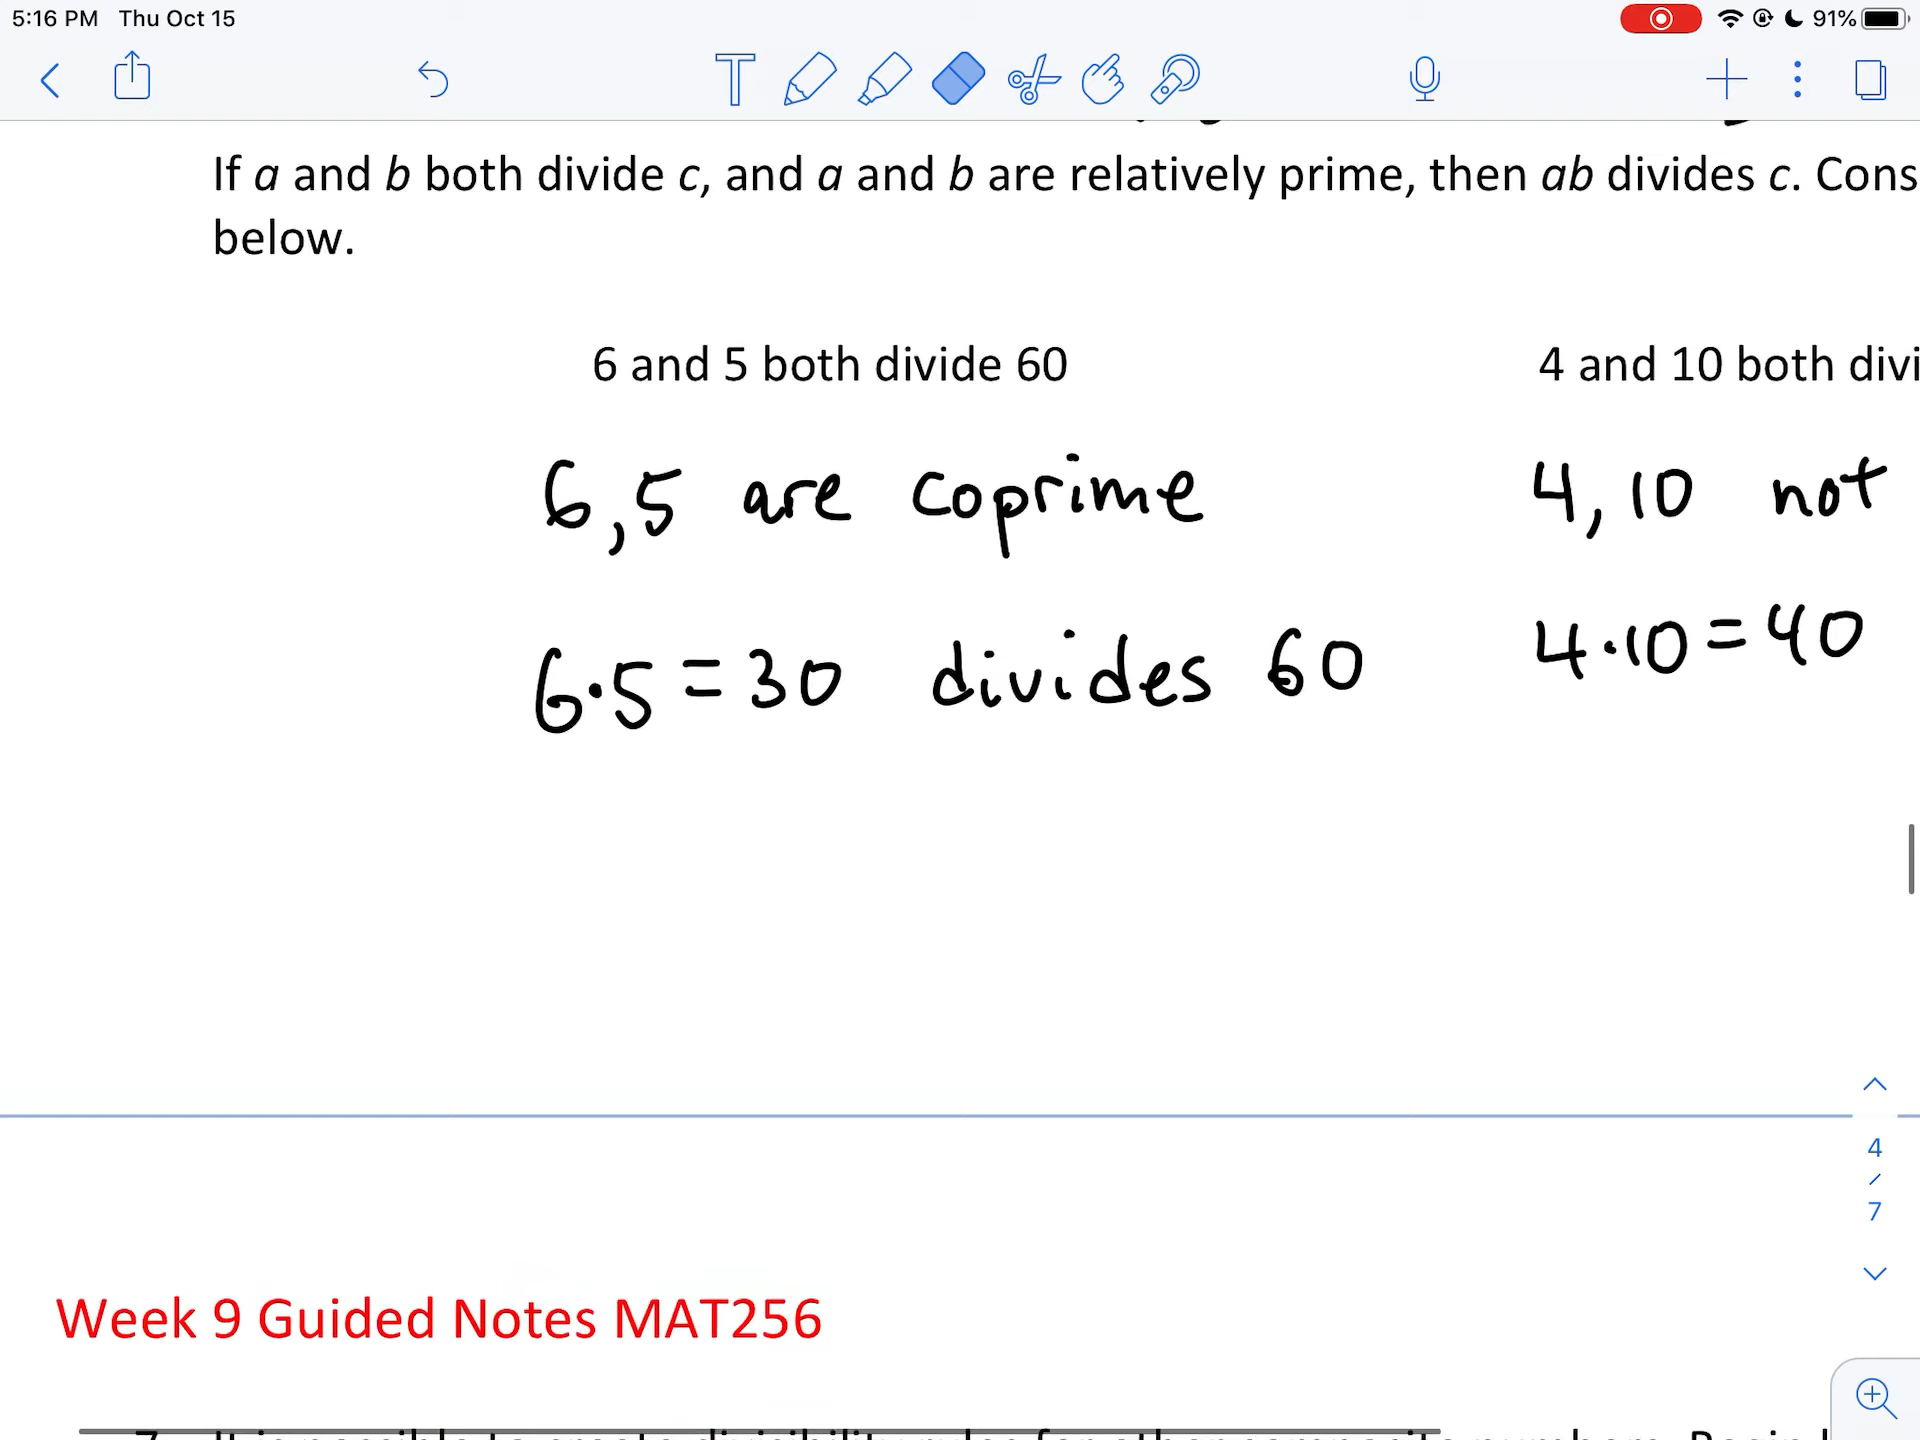 5:16 PM Thu Oct 15
91%
If a and b both divide c, and a and b are relatively prime, then ab divides c. Cons
below.
6 and 5 both divide 60
4 and 10 both divi
6,5 are coprime
4,10 not
6·5=30 divides 60
4·10=40
4
/
7
Week 9 Guided Notes MAT256